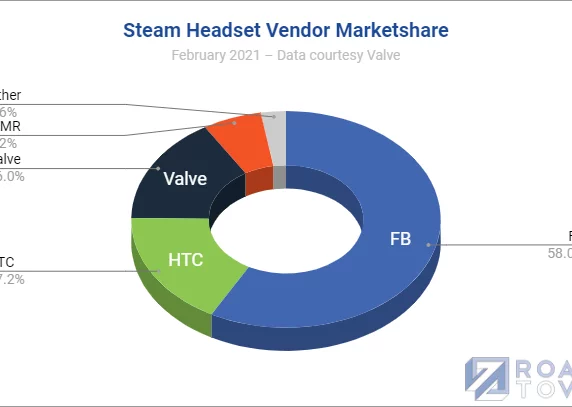 Steam Headset Vendor Marketshare
February 2021 – Data courtesy Valve
ther
6%
MR
2%
alve
5.0%
Valve
FB
F
58.0
TC
7.2%
HTC
ROA
TOV